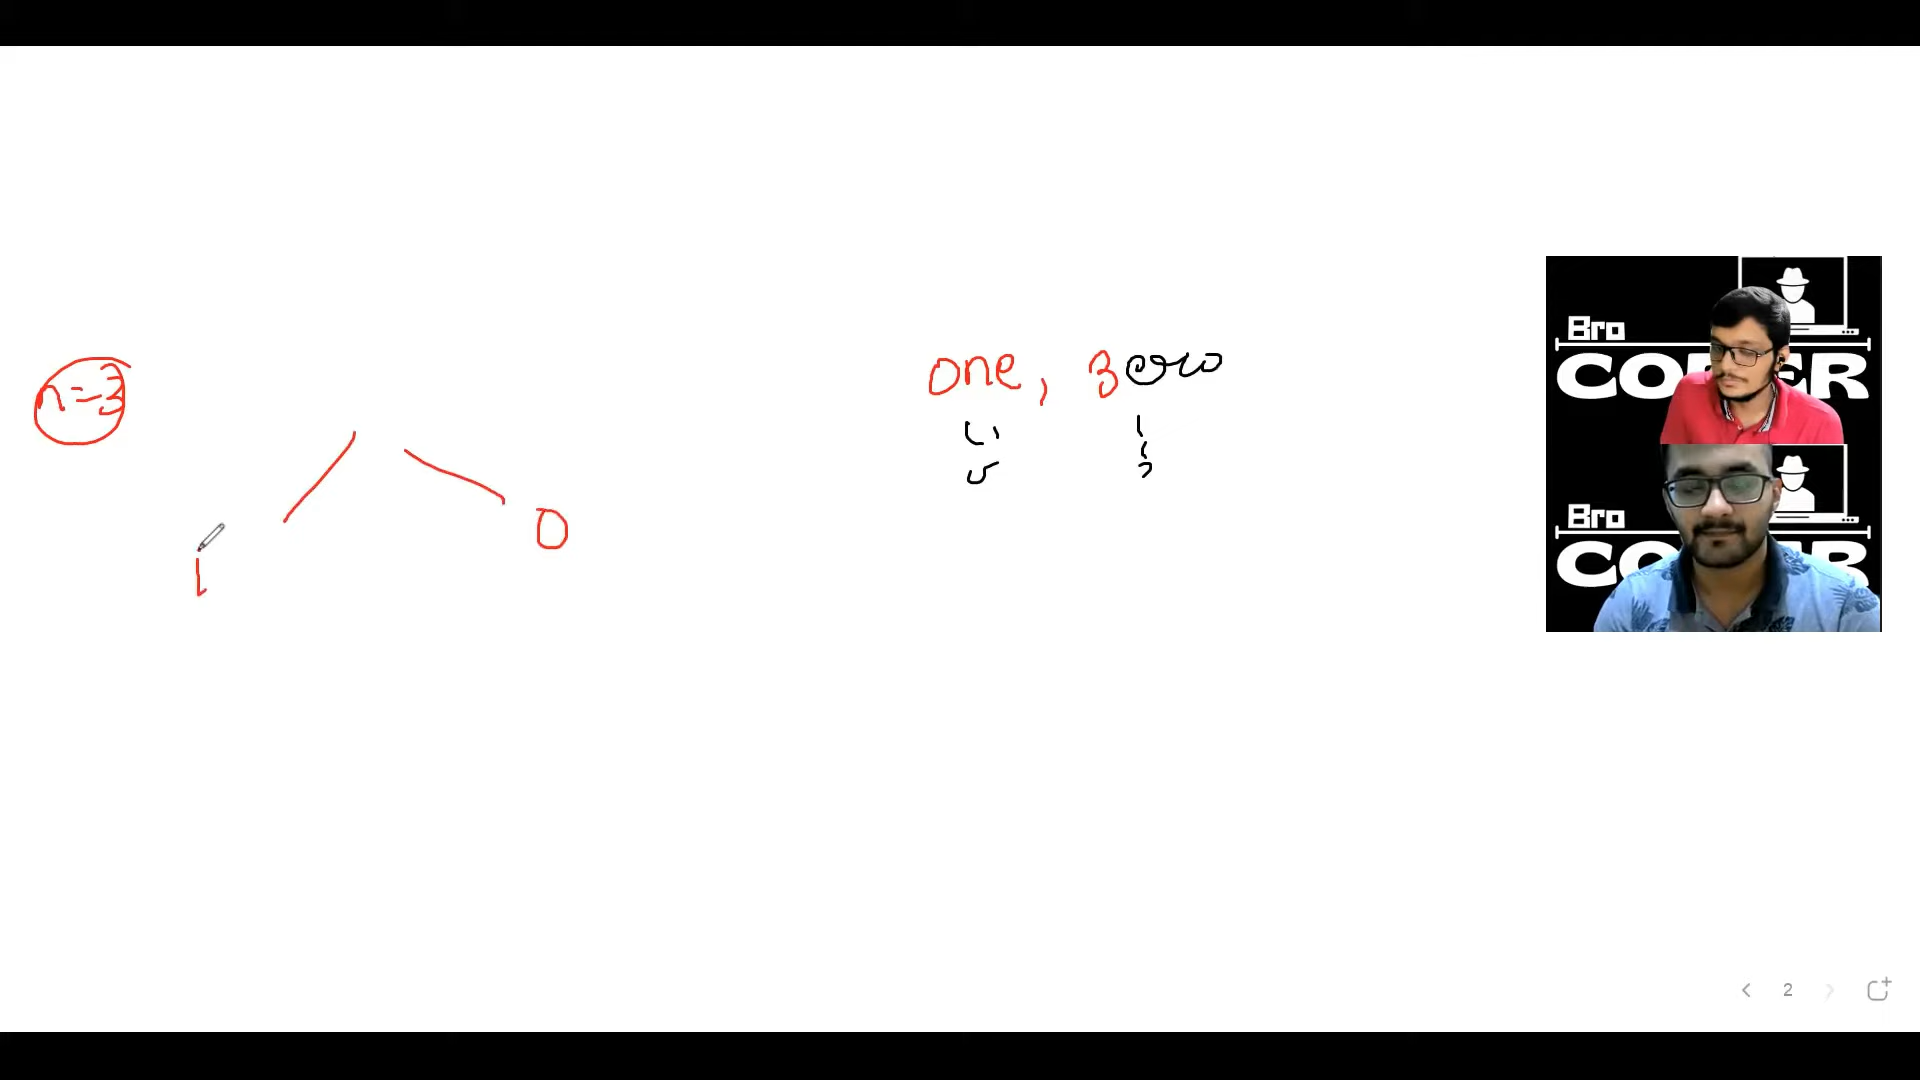 n=3
one, zero
1
0
Bro
CODER
Bro
CODER
2